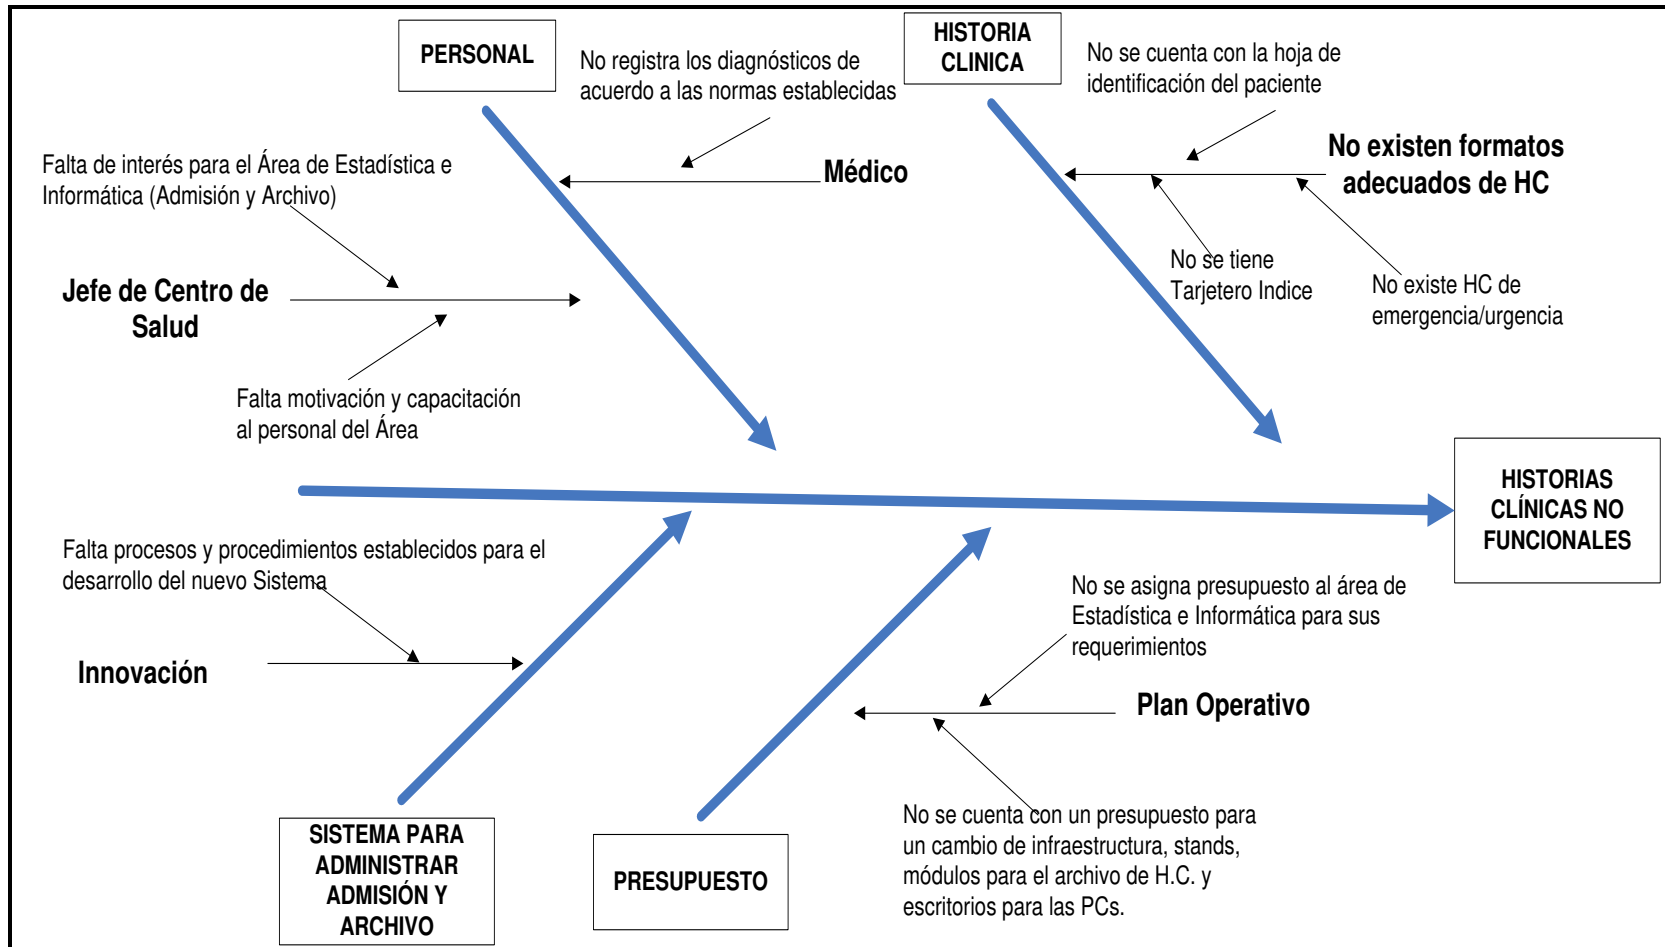 PERSONAL
No registra los diagnósticos de
acuerdo a las normas establecidas
Médico
HISTORIA
CLINICA
No se cuenta con la hoja de
identificación del paciente
No existen formatos
adecuados de HC
No se tiene
Tarjetero Indice
No existe HC de
emergencia/urgencia
Falta de interés para el Área de Estadística e
Informática (Admisión y Archivo)
Jefe de Centro de
Salud
Falta motivación y capacitación
al personal del Área
HISTORIAS
CLÍNICAS NO
FUNCIONALES
Falta procesos y procedimientos establecidos para el
desarrollo del nuevo Sistema
Innovación
No se asigna presupuesto al área de
Estadística e Informática para sus
requerimientos
Plan Operativo
No se cuenta con un presupuesto para
un cambio de infraestructura, stands,
módulos para el archivo de H.C. y
escritorios para las PCs.
SISTEMA PARA
ADMINISTRAR
ADMISIÓN Y
ARCHIVO
PRESUPUESTO